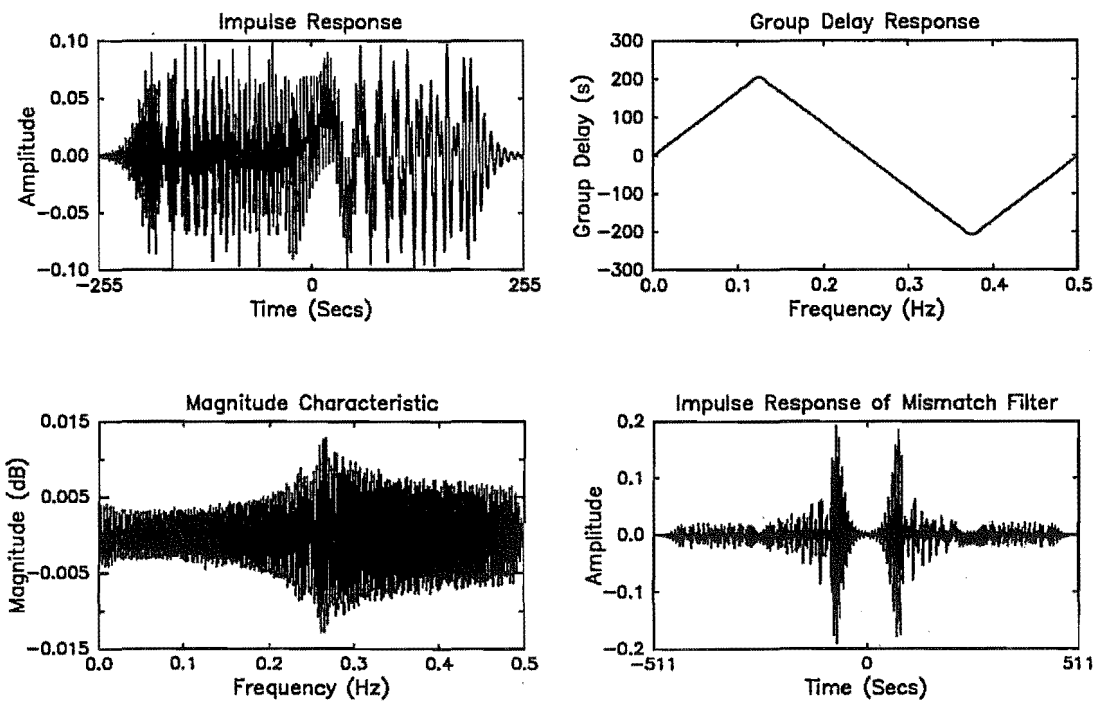 Impulse Response
0.10
0.05
0.00
−0.05
−0.10
Amplitude
−255 0 255
Time (Secs)
Group Delay Response
300
200
100
0
−100
−200
−300
Group Delay (s)
0.0 0.1 0.2 0.3 0.4 0.5
Frequency (Hz)
Magnitude Characteristic
0.015
0.005
−0.005
−0.015
Magnitude (dB)
0.0 0.1 0.2 0.3 0.4 0.5
Frequency (Hz)
Impulse Response of Mismatch Filter
0.2
0.1
0.0
−0.1
−0.2
Amplitude
−511 0 511
Time (Secs)